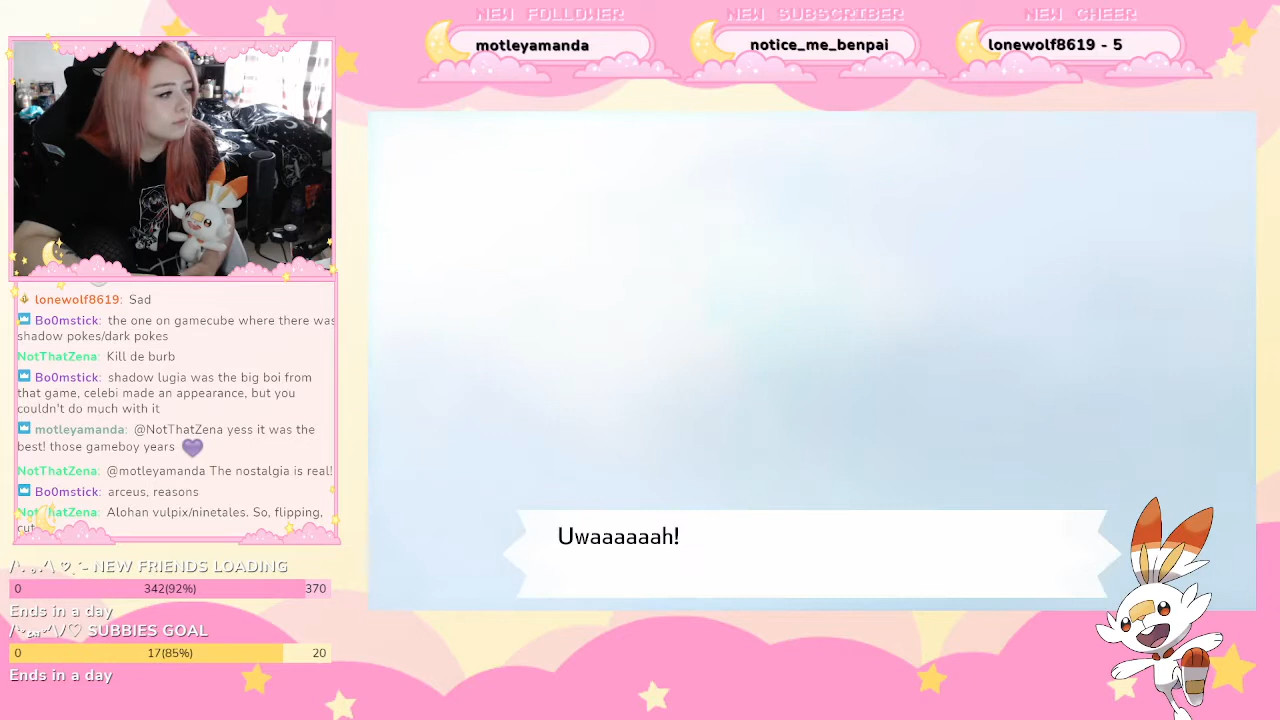 NEW FOLLOWER
motleyamanda
NEW SUBSCRIBER
notice_me_benpai
NEW CHEER
lonewolf8619 - 5
lonewolf8619: Sad
Bo0mstick: the one on gamecube where there was
shadow pokes/dark pokes
NotThatZena: Kill de burb
Bo0mstick: shadow lugia was the big boi from
that game, celebi made an appearance, but you
couldn't do much with it
motleyamanda: @NotThatZena yess it was the
best! those gameboy years
NotThatZena: @motleyamanda The nostalgia is real!
Bo0mstick: arceus, reasons
NotThatZena: Alohan vulpix/ninetales. So, flipping,
cut
NEW FRIENDS LOADING
0 342(92%) 370
Ends in a day
SUBBIES GOAL
0 17(85%) 20
Ends in a day
Uwaaaaaah!